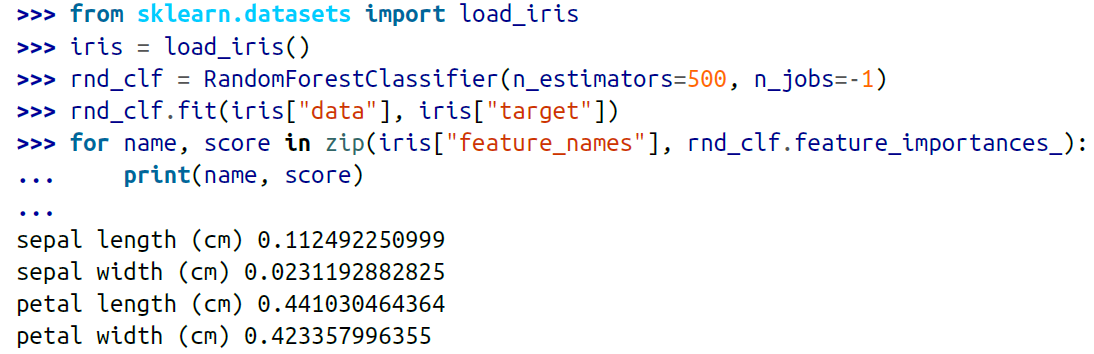 >>> from sklearn.datasets import load_iris
>>> iris = load_iris()
>>> rnd_clf = RandomForestClassifier(n_estimators=500, n_jobs=-1)
>>> rnd_clf.fit(iris["data"], iris["target"])
>>> for name, score in zip(iris["feature_names"], rnd_clf.feature_importances_):
...     print(name, score)
...
sepal length (cm) 0.112492250999
sepal width (cm) 0.0231192882825
petal length (cm) 0.441030464364
petal width (cm) 0.423357996355